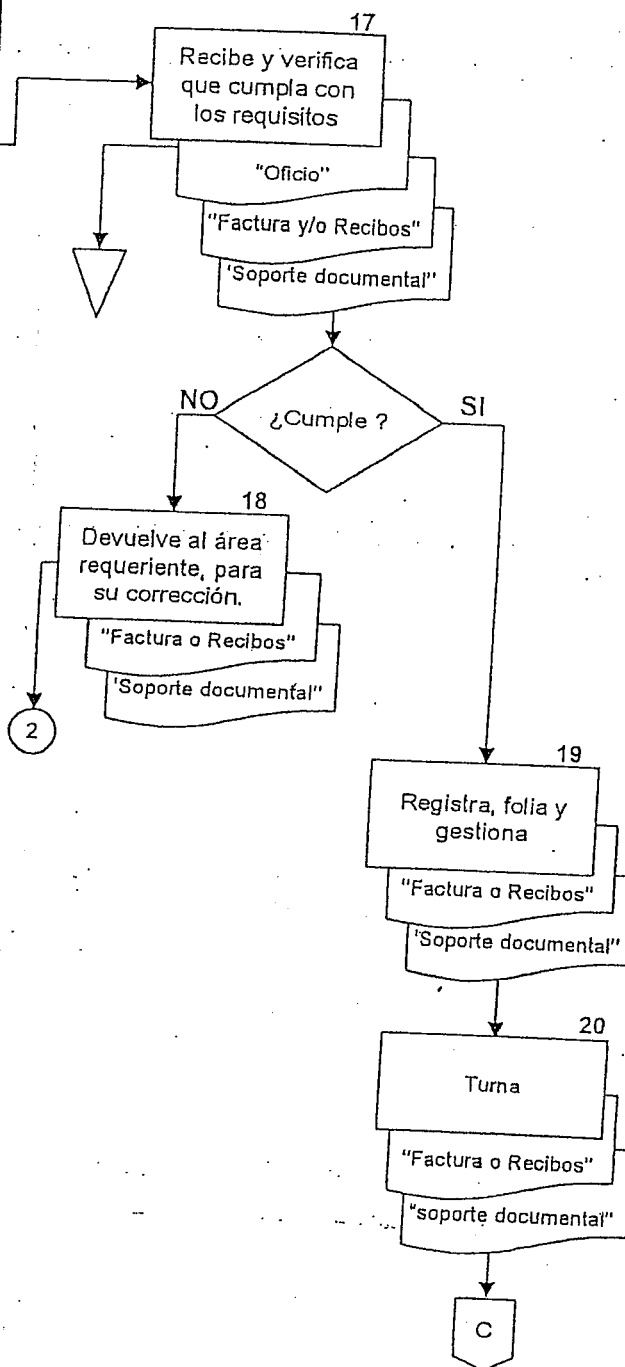 17
Recibe y verifica
que cumpla con
los requisitos
"Oficio"
"Factura y/o Recibos"
'Soporte documental"
¿Cumple ?
NO
SI
18
Devuelve al área
requeriente, para
su corrección.
"Factura o Recibos"
'Soporte documental"
2
19
Registra, folia y
gestiona
"Factura o Recibos"
'Soporte documental"
20
Turna
"Factura o Recibos"
"soporte documental"
C